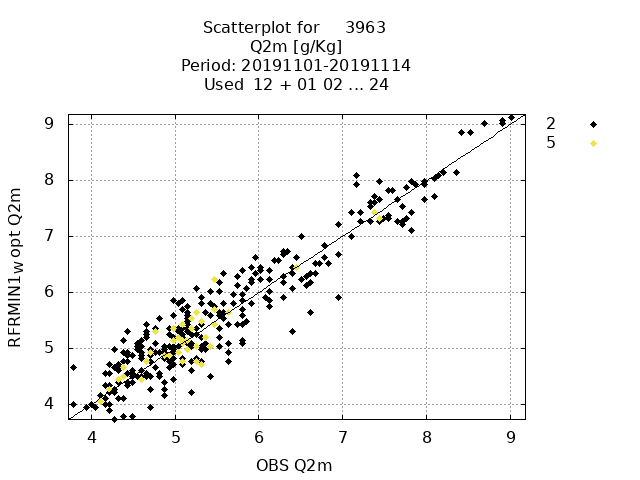 Scatterplot for 3963
Q2m [g/Kg]
Period: 20191101-20191114
Used 12 + 01 02 ... 24
2
5
9
8
7
6
5
4
RFRMIN1w opt Q2m
4 5 6 7 8 9
OBS Q2m